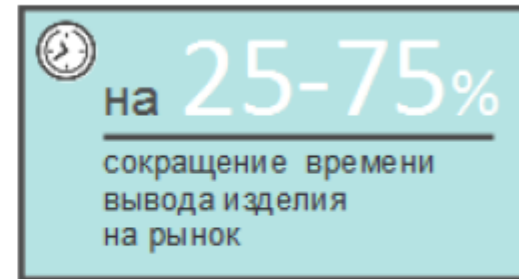 на 25-75%
сокращение времени
вывода изделия
на рынок